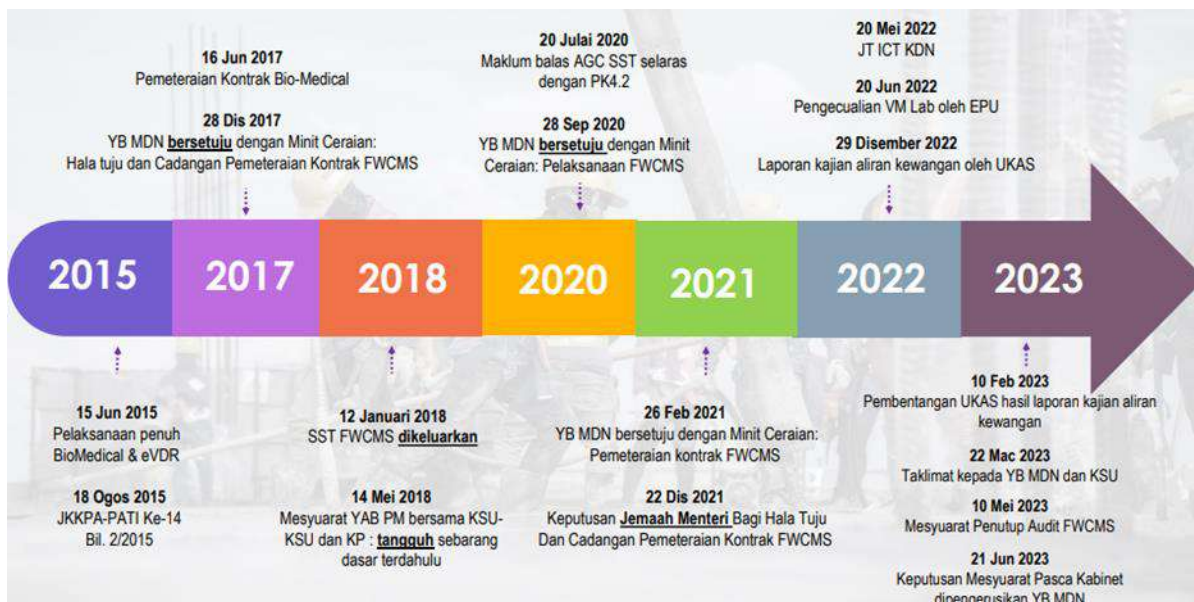 16 Jun 2017
Pemeteraian Kontrak Bio-Medical
28 Dis 2017
YB MDN bersetuju dengan Minit Ceraian:
Hala tuju dan Cadangan Pemeteraian Kontrak FWCMS
20 Julai 2020
Maklum balas AGC SST selaras
dengan PK4.2
28 Sep 2020
YB MDN bersetuju dengan Minit
Ceraian: Pelaksanaan FWCMS
20 Mei 2022
JT ICT KDN
20 Jun 2022
Pengecualian VM Lab oleh EPU
29 Disember 2022
Laporan kajian aliran kewangan oleh UKAS
2015
2017
2018
2020
2021
2022
2023
15 Jun 2015
Pelaksanaan penuh
BioMedical & eVDR
18 Ogos 2015
JKKPA-PATI Ke-14
Bil. 2/2015
12 Januari 2018
SST FWCMS dikeluarkan
14 Mei 2018
Mesyuarat YAB PM bersama KSU-
KSU dan KP : tangguh sebarang
dasar terdahulu
26 Feb 2021
YB MDN bersetuju dengan Minit Ceraian:
Pemeteraian kontrak FWCMS
22 Dis 2021
Keputusan Jemaah Menteri Bagi Hala Tuju
Dan Cadangan Pemeteraian Kontrak FWCMS
10 Feb 2023
Pembentangan UKAS hasil laporan kajian aliran
kewangan
22 Mac 2023
Taklimat kepada YB MDN dan KSU
10 Mei 2023
Mesyuarat Penutup Audit FWCMS
21 Jun 2023
Keputusan Mesyuarat Pasca Kabinet
dipengerusikan YB MDN